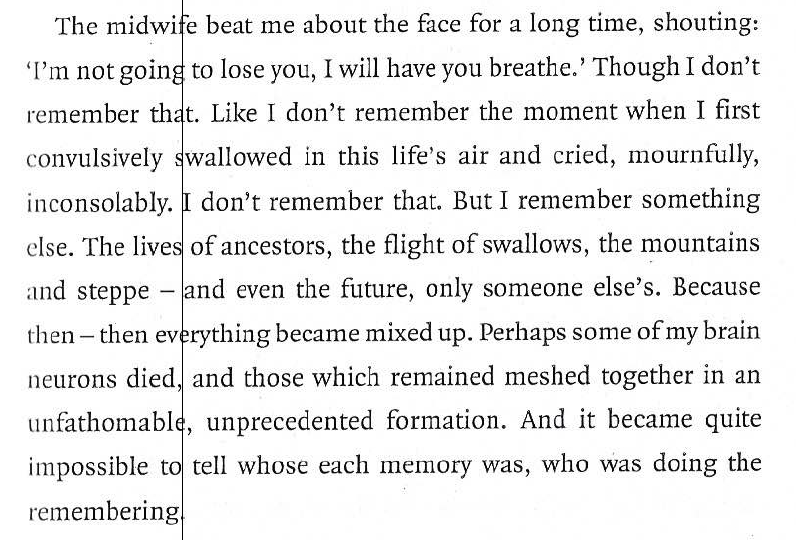 The midwife beat me about the face for a long time, shouting:
‘I’m not going to lose you, I will have you breathe.’ Though I don’t
remember that. Like I don’t remember the moment when I first
convulsively swallowed in this life’s air and cried, mournfully,
inconsolably. I don’t remember that. But I remember something
else. The lives of ancestors, the flight of swallows, the mountains
and steppe – and even the future, only someone else’s. Because
then – then everything became mixed up. Perhaps some of my brain
neurons died, and those which remained meshed together in an
unfathomable, unprecedented formation. And it became quite
impossible to tell whose each memory was, who was doing the
remembering.